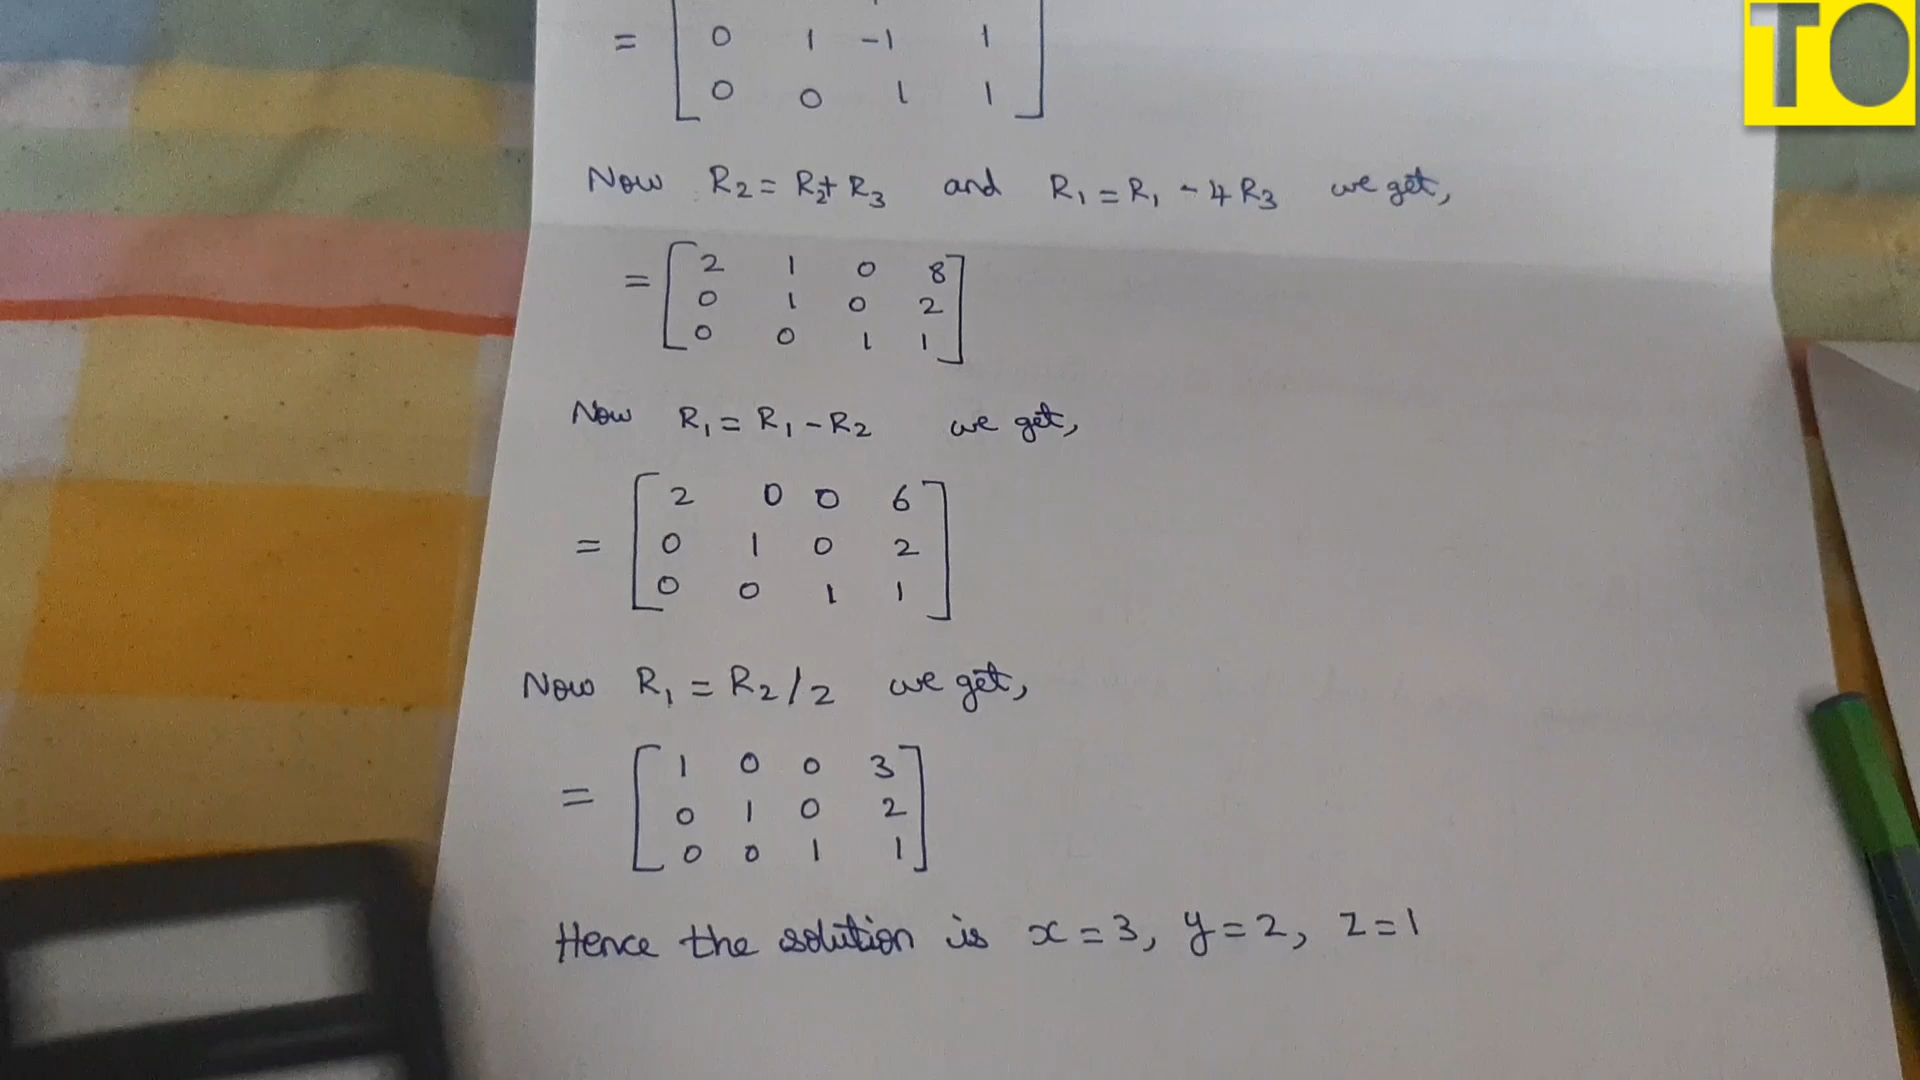 TO
= 0 1 -1 1
0 0 1 1
Now R2 = R2+ R3 and R1 = R1 - 4 R3 we get,
= 2 1 0 8
0 1 0 2
0 0 1 1
Now R1 = R1 - R2 we get,
= 2 0 0 6
0 1 0 2
0 0 1 1
Now R1 = R2/2 we get,
= 1 0 0 3
0 1 0 2
0 0 1 1
Hence the solution is x = 3, y = 2, z = 1